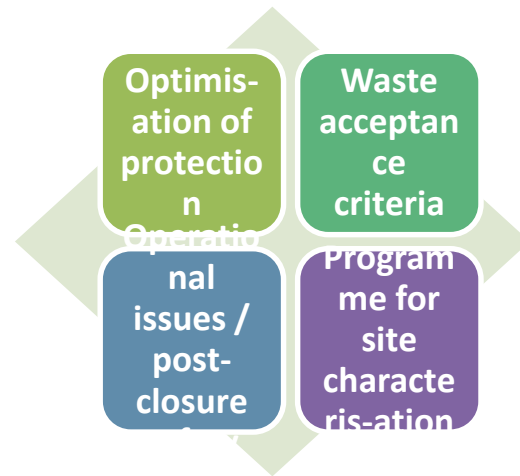 Optimis-
ation of
protectio
n
Waste
acceptan
ce
criteria
Operatio
nal
issues /
post-
closure
Program
me for
site
characte
ris-ation